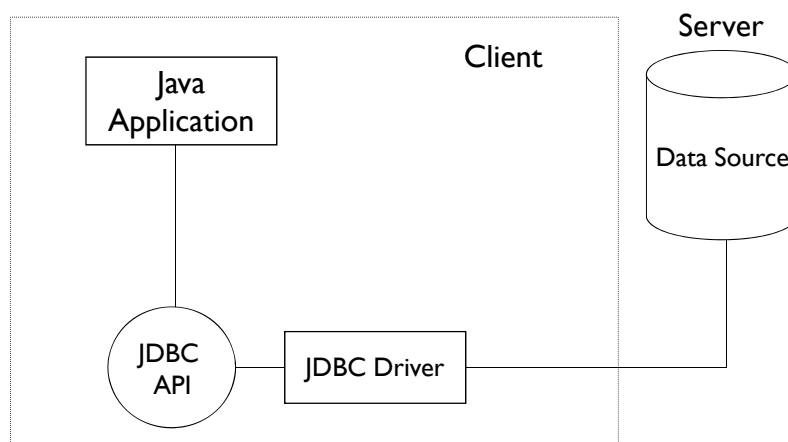 Server
Client
Java
Application
Data Source
JDBC
API
JDBC Driver